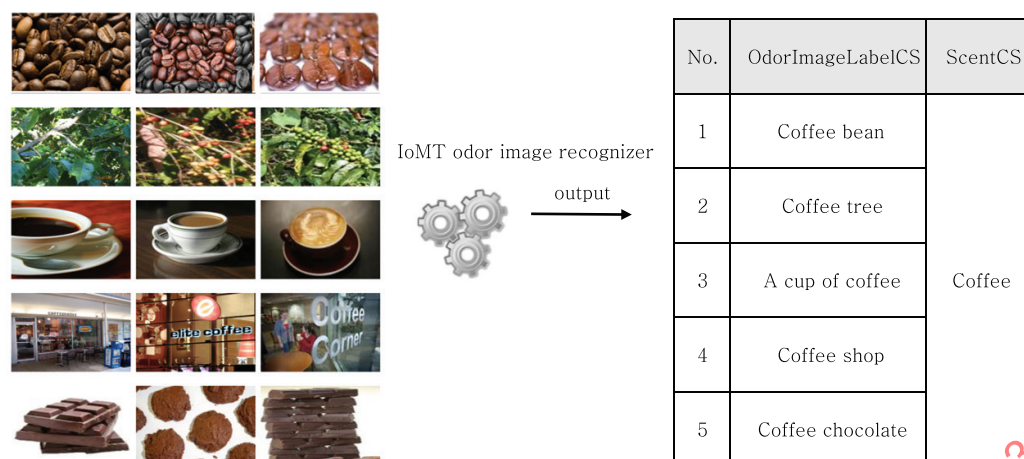 elite coffee
Coffee
Corner
IoMT odor image recognizer
output
No. OdorImageLabelCS ScentCS
1 Coffee bean
2 Coffee tree
3 A cup of coffee Coffee
4 Coffee shop
5 Coffee chocolate